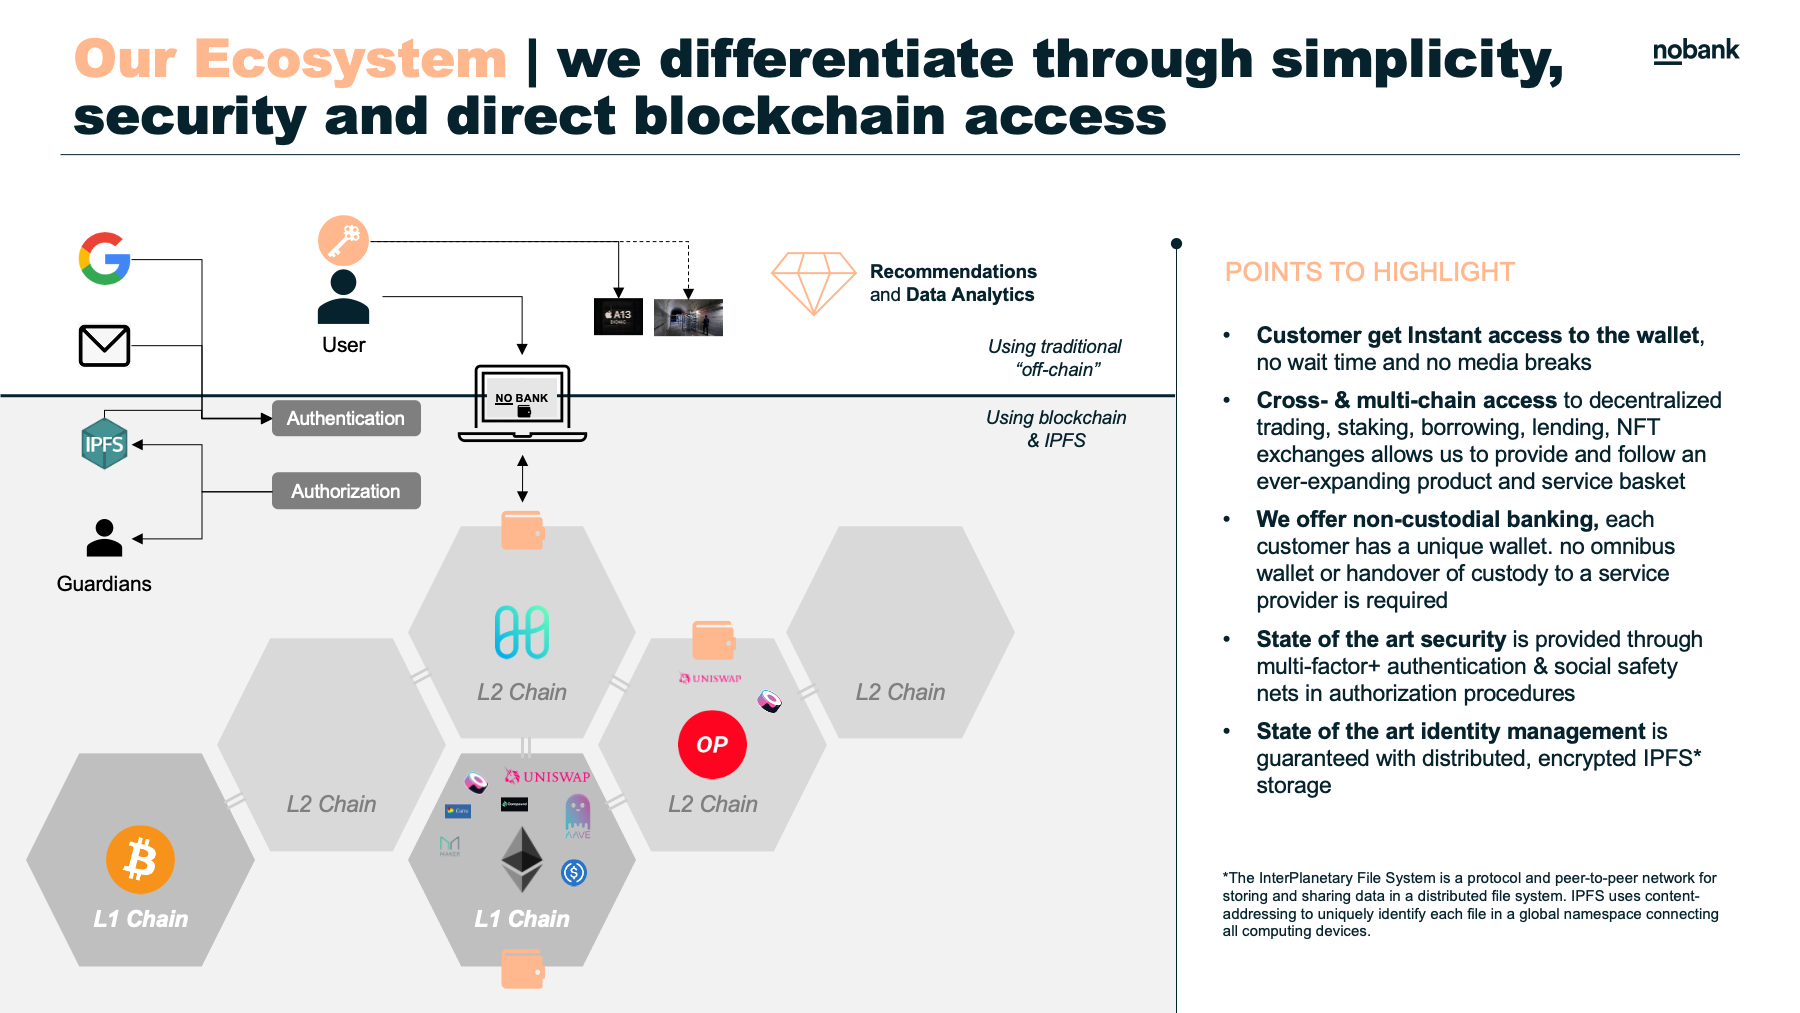 Our Ecosystem | we differentiate through simplicity,
security and direct blockchain access
nobank
User
A13
BIONIC
Recommendations
and Data Analytics
Using traditional
“off-chain”
NO BANK
Using blockchain
& IPFS
Authentication
IPFS
Authorization
Guardians
L2 Chain
UNISWAP
OP
L2 Chain
L2 Chain
L2 Chain
UNISWAP
Curve
Compound
AAVE
MAKER
L1 Chain
L1 Chain
POINTS TO HIGHLIGHT
• Customer get Instant access to the wallet,
no wait time and no media breaks
• Cross- & multi-chain access to decentralized
trading, staking, borrowing, lending, NFT
exchanges allows us to provide and follow an
ever-expanding product and service basket
• We offer non-custodial banking, each
customer has a unique wallet. no omnibus
wallet or handover of custody to a service
provider is required
• State of the art security is provided through
multi-factor+ authentication & social safety
nets in authorization procedures
• State of the art identity management is
guaranteed with distributed, encrypted IPFS*
storage
*The InterPlanetary File System is a protocol and peer-to-peer network for
storing and sharing data in a distributed file system. IPFS uses content-
addressing to uniquely identify each file in a global namespace connecting
all computing devices.